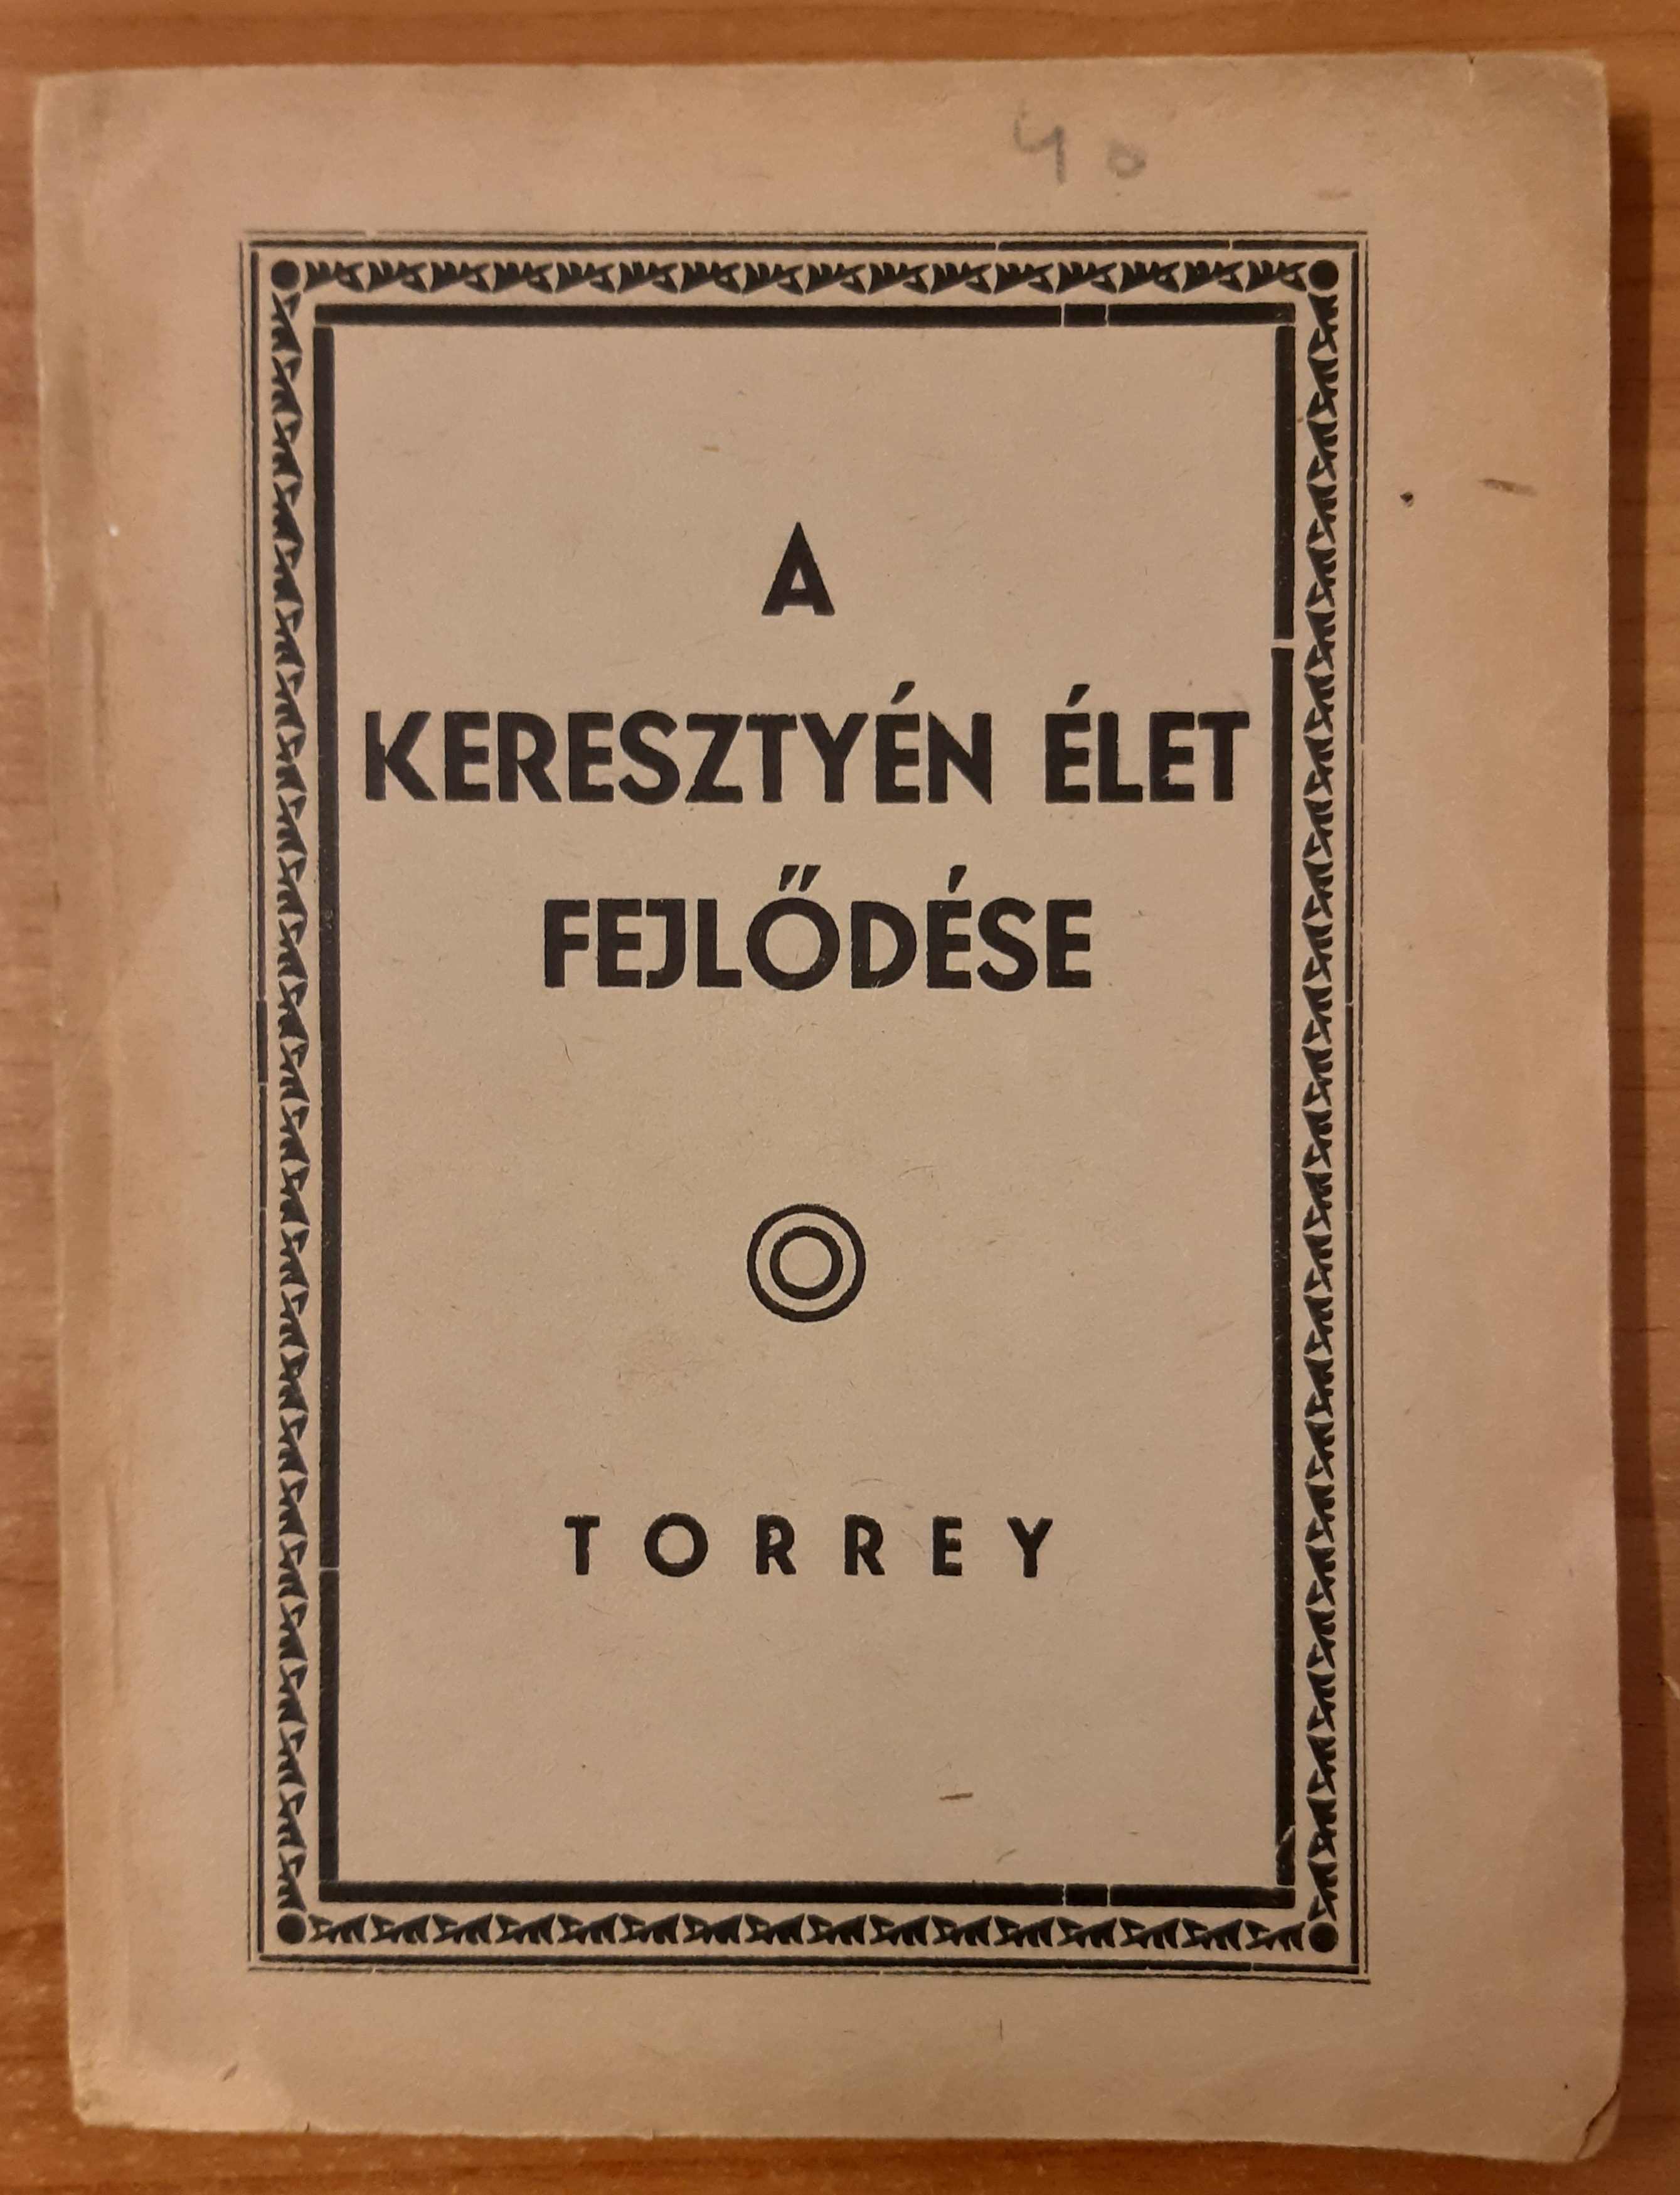 40
A
KERESZTYÉN ÉLET
FEJLŐDÉSE
TORREY